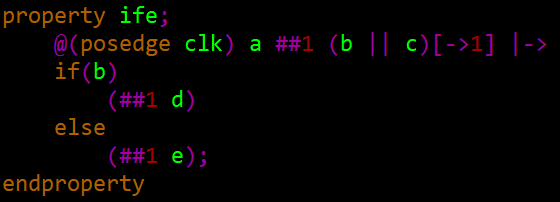 property ife;
    @(posedge clk) a ##1 (b || c)[->1] |->
    if(b)
        (##1 d)
    else
        (##1 e);
endproperty